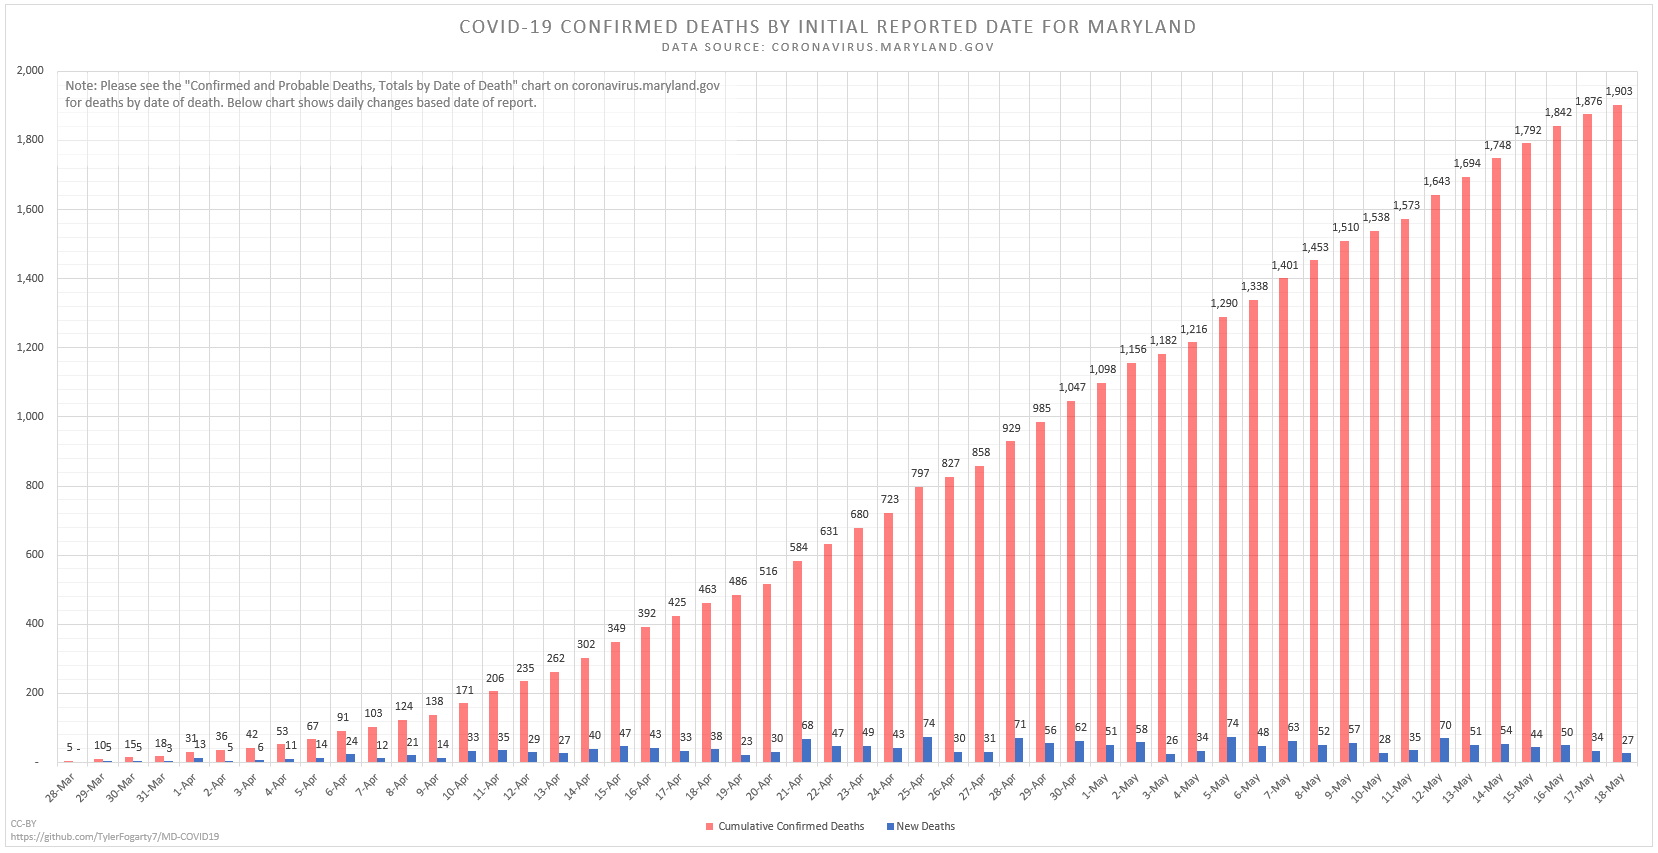 COVID-19 CONFIRMED DEATHS BY INITIAL REPORTED DATE FOR MARYLAND
DATA SOURCE: CORONAVIRUS.MARYLAND.GOV
Note: Please see the "Confirmed and Probable Deaths, Totals by Date of Death" chart on coronavirus.maryland.gov
for deaths by date of death. Below chart shows daily changes based date of report.
2,000
1,800
1,600
1,400
1,200
1,000
800
600
400
200
-
5 10 15 18 31 36 42 53 67 91 103 124 138 171 206 235 262 302 349 392 425 463 486 516 584 631 680 723 797 827 858 929 985 1,047 1,098 1,156 1,182 1,216 1,290 1,338 1,401 1,453 1,510 1,538 1,573 1,643 1,694 1,748 1,792 1,842 1,876 1,903
- 5 5 3 13 5 6 11 14 24 12 21 14 33 35 29 27 40 47 43 33 38 23 30 68 47 49 43 74 30 31 71 56 62 51 58 26 34 74 48 63 52 57 28 35 70 51 54 44 50 34 27
28-Mar 29-Mar 30-Mar 31-Mar 1-Apr 2-Apr 3-Apr 4-Apr 5-Apr 6-Apr 7-Apr 8-Apr 9-Apr 10-Apr 11-Apr 12-Apr 13-Apr 14-Apr 15-Apr 16-Apr 17-Apr 18-Apr 19-Apr 20-Apr 21-Apr 22-Apr 23-Apr 24-Apr 25-Apr 26-Apr 27-Apr 28-Apr 29-Apr 30-Apr 1-May 2-May 3-May 4-May 5-May 6-May 7-May 8-May 9-May 10-May 11-May 12-May 13-May 14-May 15-May 16-May 17-May 18-May
Cumulative Confirmed Deaths New Deaths
CC-BY
https://github.com/TylerFogarty7/MD-COVID19